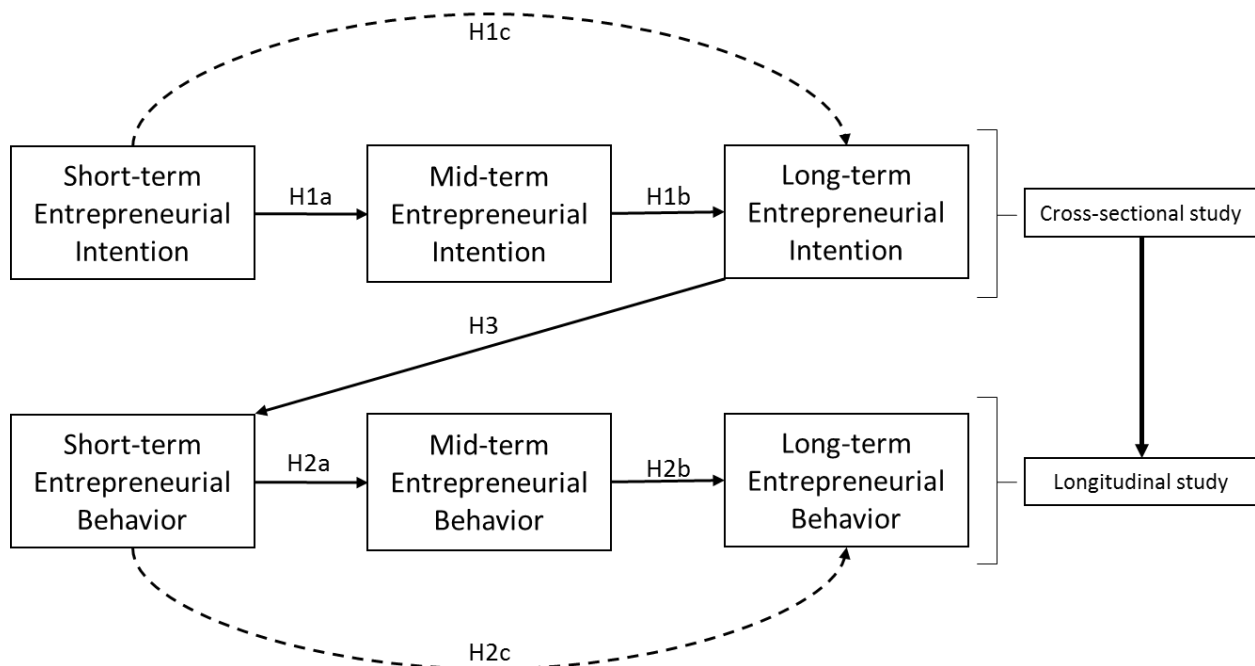 H1c
Short-term
Entrepreneurial
Intention
H1a
Mid-term
Entrepreneurial
Intention
H1b
Long-term
Entrepreneurial
Intention
Cross-sectional study
H3
Short-term
Entrepreneurial
Behavior
H2a
Mid-term
Entrepreneurial
Behavior
H2b
Long-term
Entrepreneurial
Behavior
Longitudinal study
H2c